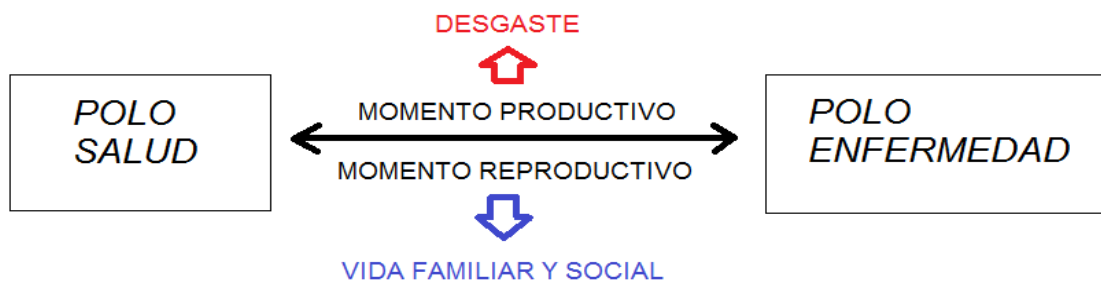 DESGASTE
POLO
SALUD
MOMENTO PRODUCTIVO
MOMENTO REPRODUCTIVO
POLO
ENFERMEDAD
VIDA FAMILIAR Y SOCIAL